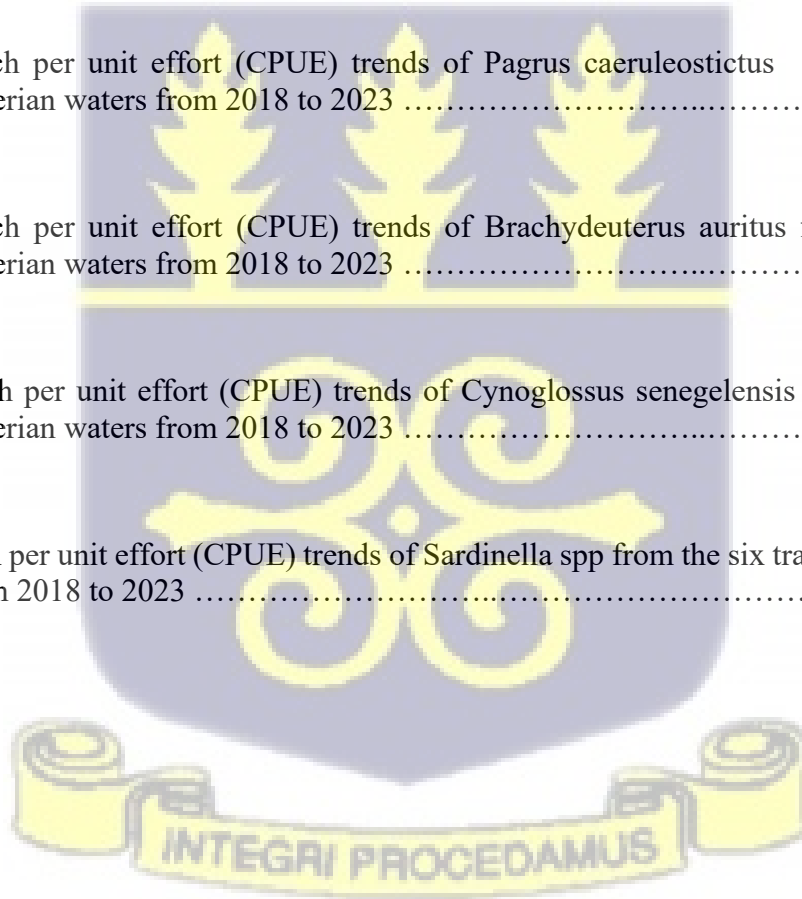 ch per unit effort (CPUE) trends of Pagrus caeruleostictus
erian waters from 2018 to 2023 ……………………………..………
ch per unit effort (CPUE) trends of Brachydeuterus auritus
erian waters from 2018 to 2023 ……………………………..………
h per unit effort (CPUE) trends of Cynoglossus senegelensis
erian waters from 2018 to 2023 ……………………………..………
per unit effort (CPUE) trends of Sardinella spp from the six tra
m 2018 to 2023 …………………………………………………………
INTEGRI PROCEDAMUS